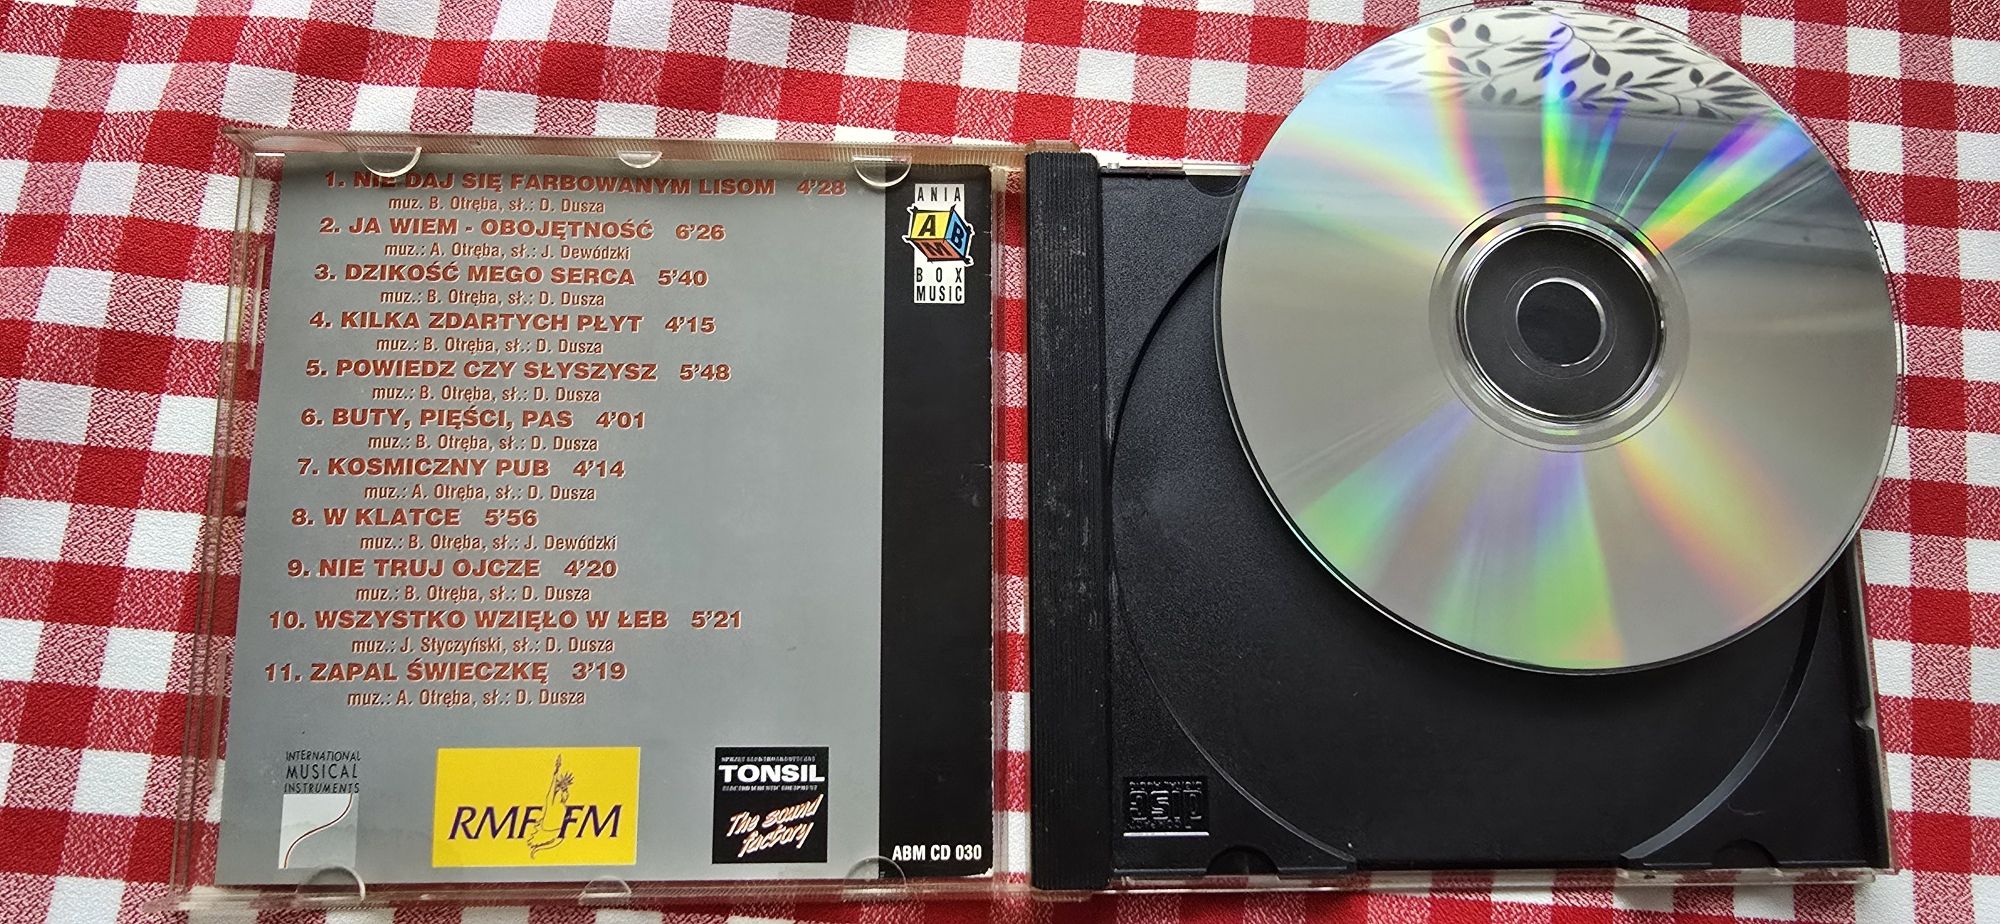 1. NIE DAJ SIĘ FARBOWANYM LISOM 4'28
muz. B. Otręba, sł.: D. Dusza
2. JA WIEM - OBOJĘTNOŚĆ 6'26
muz.: A. Otręba, sł.: J. Dewódzki
3. DZIKOŚĆ MEGO SERCA 5'40
muz.: B. Otręba, sł.: D. Dusza
4. KILKA ZDARTYCH PŁYT 4'15
muz.: B. Otręba, sł.: D. Dusza
5. POWIEDZ CZY SŁYSZYSZ 5'48
muz.: B. Otręba, sł.: D. Dusza
6. BUTY, PIĘŚCI, PAS 4'01
muz.: B. Otręba, sł.: D. Dusza
7. KOSMICZNY PUB 4'14
muz.: A. Otręba, sł.: D. Dusza
8. W KLATCE 5'56
muz.: B. Otręba, sł.: J. Dewódzki
9. NIE TRUJ OJCZE 4'20
muz.: B. Otręba, sł.: D. Dusza
10. WSZYSTKO WZIĘŁO W ŁEB 5'21
muz.: J. Styczyński, sł.: D. Dusza
11. ZAPAL ŚWIECZKĘ 3'19
muz.: A. Otręba, sł.: D. Dusza
INTERNATIONAL
MUSICAL
INSTRUMENTS
RMF FM
TONSIL
The sound
factory
ANIA
A B
M
BOX
MUSIC
ABM CD 030
disc